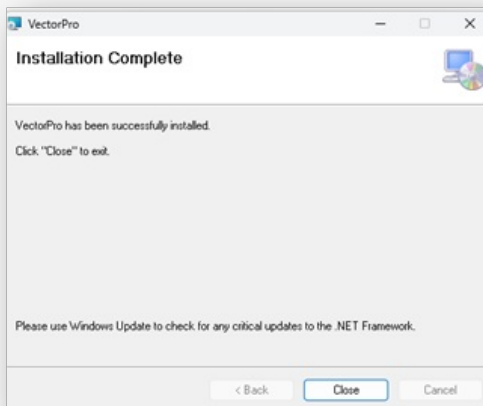 VectorPro
Installation Complete
VectorPro has been successfully installed.
Click "Close" to exit.
Please use Windows Update to check for any critical updates to the .NET Framework.
< Back Close Cancel